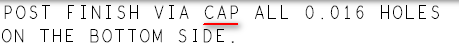 POST FINISH VIA CAP ALL 0.016 HOLES
ON THE BOTTOM SIDE.